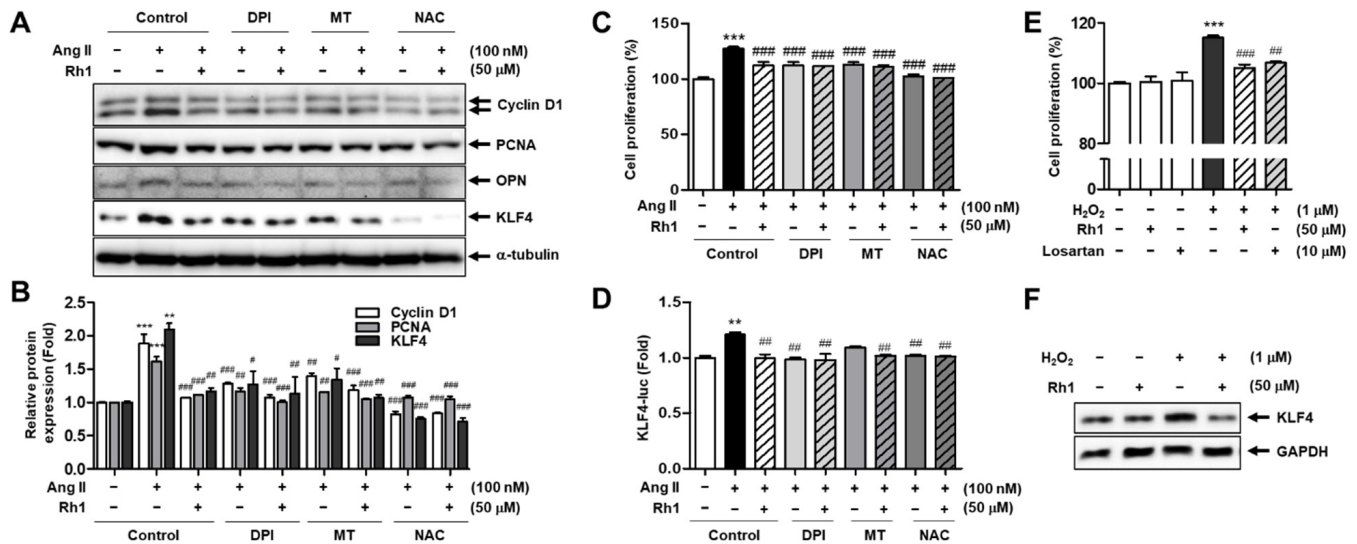 A
Control DPI MT NAC
Ang II – + + + + + + + + (100 nM)
Rh1 – – + – + – + – + (50 μM)
Cyclin D1
PCNA
OPN
KLF4
α-tubulin
B
Relative protein
expression (Fold)
2.5
2.0
1.5
1.0
0.5
0.0
Cyclin D1
PCNA
KLF4
*** *** **
### ### ##
### ## #
## ### ##
## ## #
### ## ##
### ## ###
### ### ###
Ang II – + + + + + + + + (100 nM)
Rh1 – – + – + – + – + (50 μM)
Control DPI MT NAC
C
Cell proliferation (%)
150
100
50
0
*** ### ### ### ### ### ### ###
Ang II – + + + + + + + + (100 nM)
Rh1 – – + – + – + – + (50 μM)
Control DPI MT NAC
D
KLF4-luc (Fold)
1.5
1.0
0.5
0.0
** ## ## ## ## ## ##
Ang II – + + + + + + + + (100 nM)
Rh1 – – + – + – + – + (50 μM)
Control DPI MT NAC
E
Cell proliferation (%)
120
100
80
0
*** ### ##
H₂O₂ – – – + + + (1 μM)
Rh1 – + – – + – (50 μM)
Losartan – – + – – + (10 μM)
F
H₂O₂ – – + + (1 μM)
Rh1 – + – + (50 μM)
KLF4
GAPDH